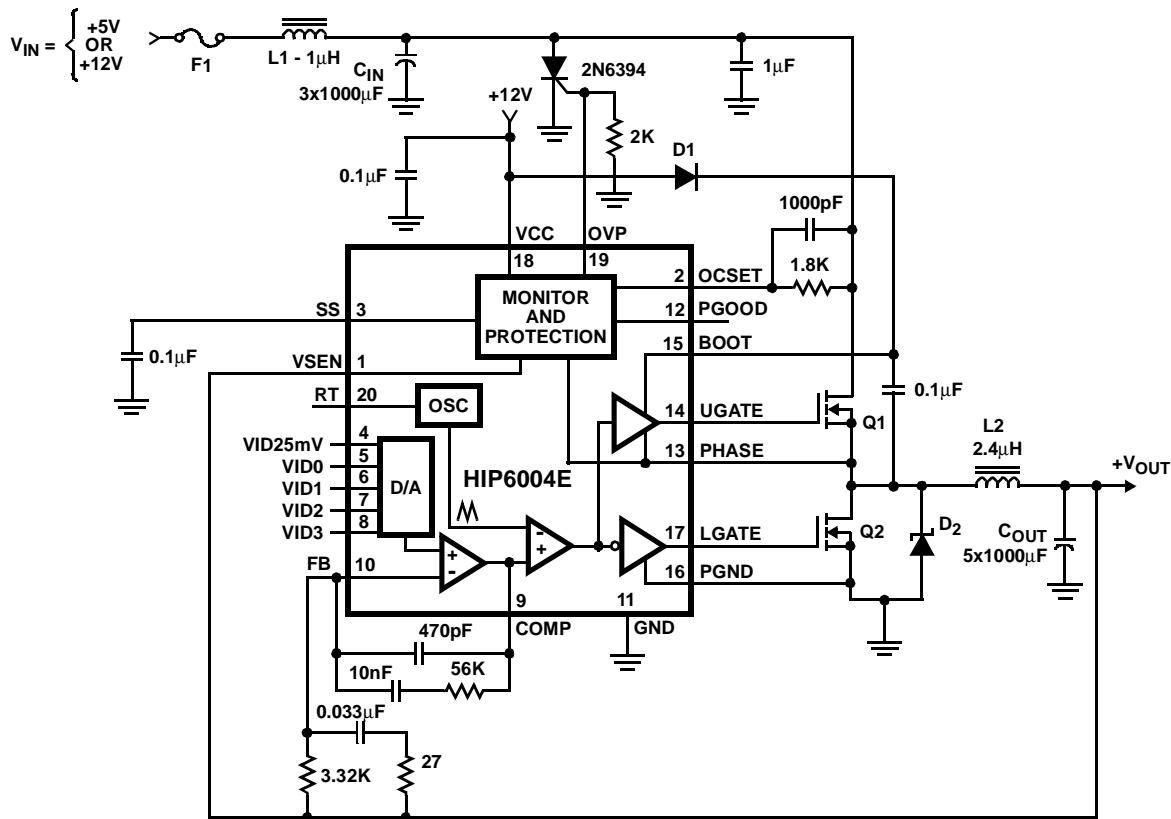 V_IN =
+5V
OR
+12V
F1
L1 - 1μH
C_IN
3x1000μF
2N6394
1μF
+12V
2K
0.1μF
D1
1000pF
VCC
OVP
18
19
2
OCSET
1.8K
MONITOR
AND
PROTECTION
SS
3
12
PGOOD
15
BOOT
0.1μF
VSEN
1
0.1μF
RT
20
OSC
14
UGATE
Q1
VID25mV
4
13
PHASE
L2
2.4μH
+V_OUT
VID0
5
VID1
6
D/A
HIP6004E
VID2
7
VID3
8
17
LGATE
Q2
D2
C_OUT
5x1000μF
+
-
-
+
FB
10
16
PGND
9
11
COMP
GND
470pF
10nF
56K
0.033μF
3.32K
27